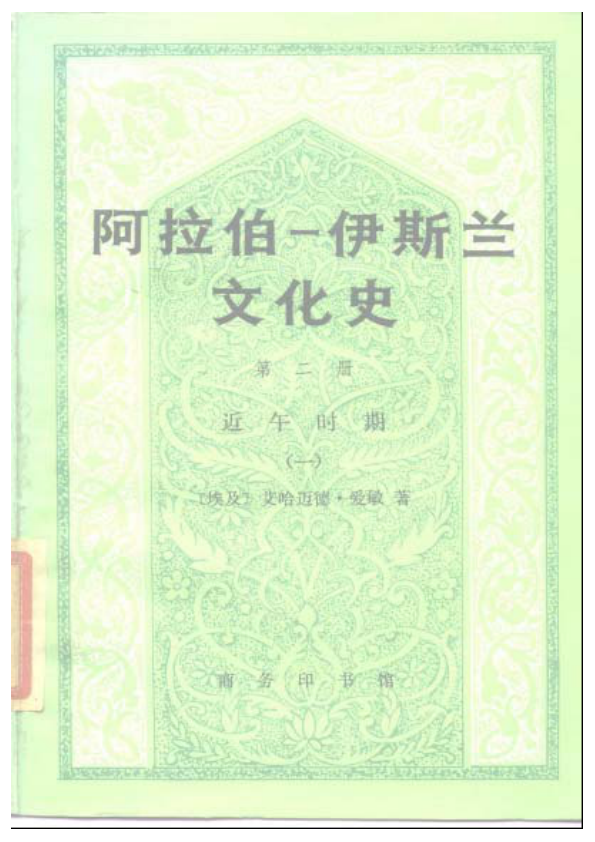 阿拉伯-伊斯兰
文化史
第二册
近午时期
(一)
〔埃及〕艾哈迈德·爱敏 著
商务印书馆